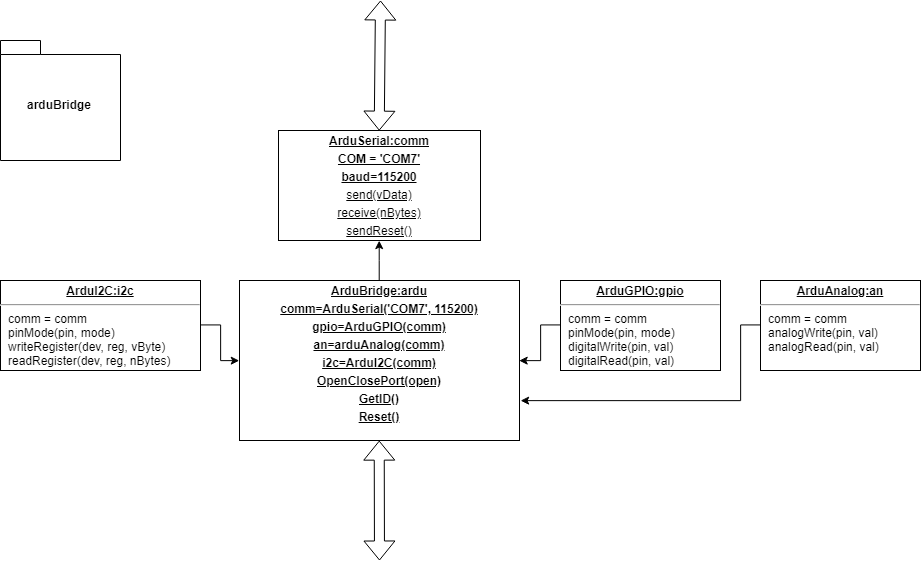 arduBridge
ArduSerial:comm
COM = 'COM7'
baud=115200
send(vData)
receive(nBytes)
sendReset()
ArduI2C:i2c
comm = comm
pinMode(pin, mode)
writeRegister(dev, reg, vByte)
readRegister(dev, reg, nBytes)
ArduBridge:ardu
comm=ArduSerial('COM7', 115200)
gpio=ArduGPIO(comm)
an=arduAnalog(comm)
i2c=ArduI2C(comm)
OpenClosePort(open)
GetID()
Reset()
ArduGPIO:gpio
comm = comm
pinMode(pin, mode)
digitalWrite(pin, val)
digitalRead(pin, val)
ArduAnalog:an
comm = comm
analogWrite(pin, val)
analogRead(pin, val)